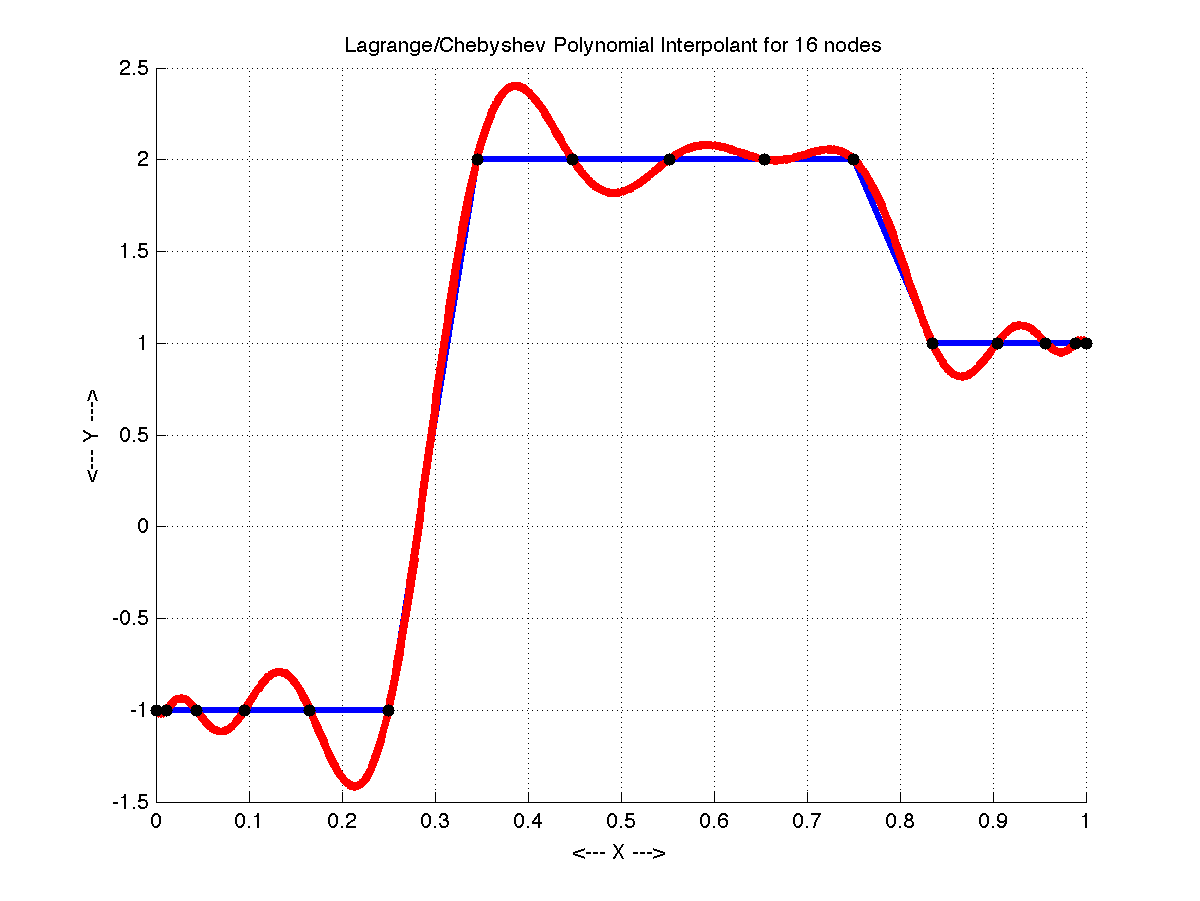 Lagrange/Chebyshev Polynomial Interpolant for 16 nodes
2.5
2
1.5
1
0.5
0
-0.5
-1
-1.5
<--- Y --->
0 0.1 0.2 0.3 0.4 0.5 0.6 0.7 0.8 0.9 1
<--- X --->